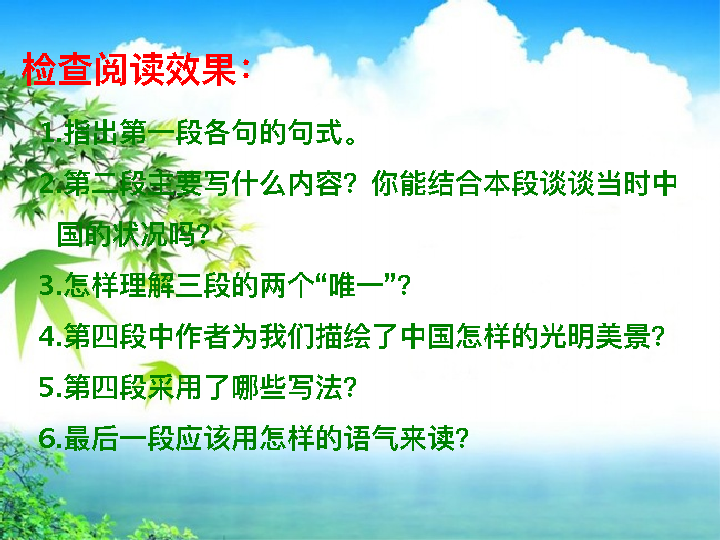 检查阅读效果：
1.指出第一段各句的句式。
2.第二段主要写什么内容？你能结合本段谈谈当时中
国的状况吗？
3.怎样理解三段的两个“唯一”？
4.第四段中作者为我们描绘了中国怎样的光明美景？
5.第四段采用了哪些写法？
6.最后一段应该用怎样的语气来读？